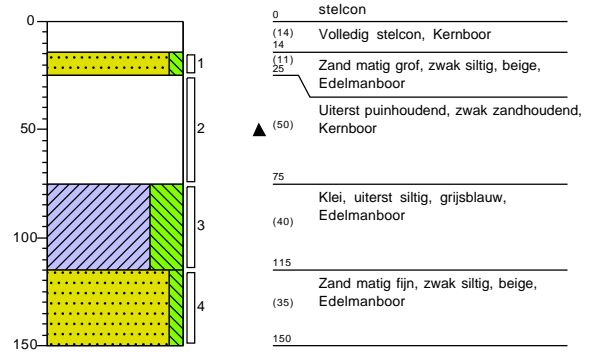 stelcon
0
0
(14)
Volledig stelcon, Kernboor
14
(11)
1
Zand matig grof, zwak siltig, beige,
25
Edelmanboor
Uiterst puinhoudend, zwak zandhoudend,
50
2
(50)
Kernboor
75
Klei, uiterst siltig, grijsblauw,
Edelmanboor
3
(40)
100
115
Zand matig fijn, zwak siltig, beige,
Edelmanboor
4
(35)
150
150